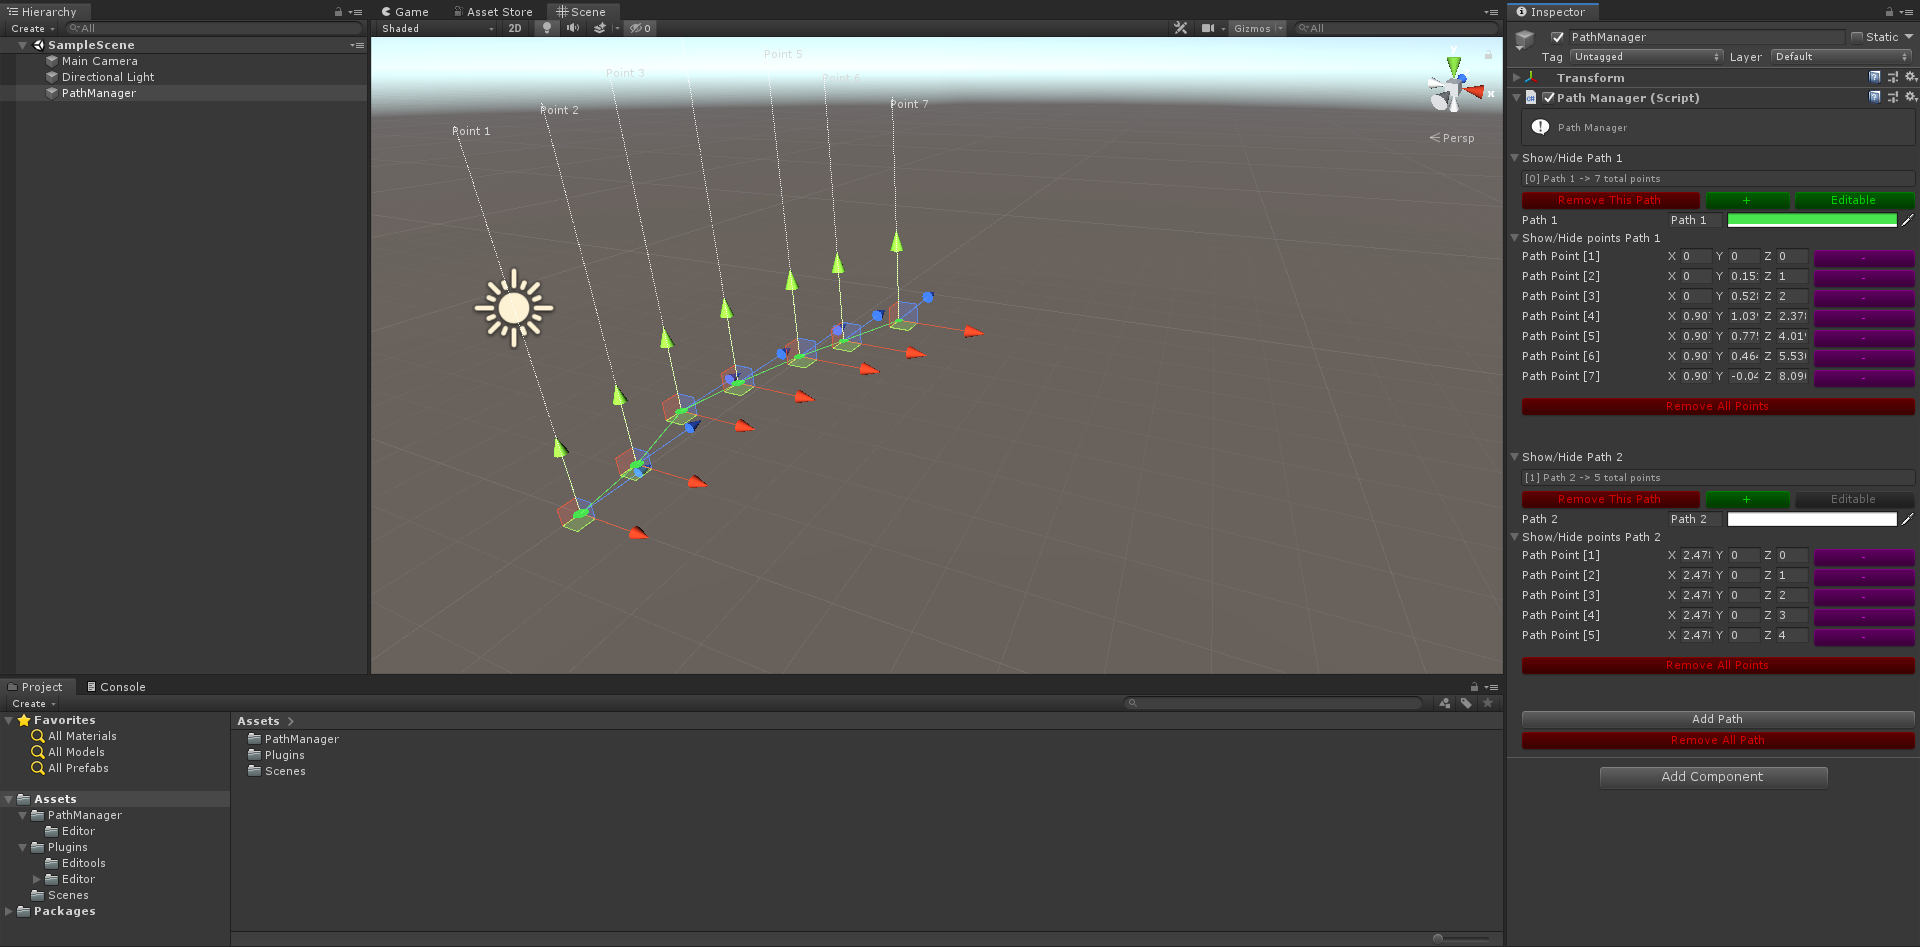 Hierarchy
Create
All
SampleScene
Main Camera
Directional Light
PathManager
Game
Asset Store
Scene
Shaded
2D
0
Gizmos
All
Point 1
Point 2
Point 3
Point 5
Point 6
Point 7
y
x
Persp
Inspector
PathManager
Static
Tag
Untagged
Layer
Default
Transform
Path Manager (Script)
Path Manager
Show/Hide Path 1
[0] Path 1 -> 7 total points
Remove This Path
+
Editable
Path 1
Path 1
Show/Hide points Path 1
Path Point [1] X 0 Y 0 Z 0 -
Path Point [2] X 0 Y 0.15 Z 1 -
Path Point [3] X 0 Y 0.52 Z 2 -
Path Point [4] X 0.90 Y 1.03 Z 2.37 -
Path Point [5] X 0.90 Y 0.77 Z 4.01 -
Path Point [6] X 0.90 Y 0.46 Z 5.53 -
Path Point [7] X 0.90 Y -0.04 Z 8.09 -
Remove All Points
Show/Hide Path 2
[1] Path 2 -> 5 total points
Remove This Path
+
Editable
Path 2
Path 2
Show/Hide points Path 2
Path Point [1] X 2.47 Y 0 Z 0 -
Path Point [2] X 2.47 Y 0 Z 1 -
Path Point [3] X 2.47 Y 0 Z 2 -
Path Point [4] X 2.47 Y 0 Z 3 -
Path Point [5] X 2.47 Y 0 Z 4 -
Remove All Points
Add Path
Remove All Path
Add Component
Project
Console
Create
Favorites
All Materials
All Models
All Prefabs
Assets
PathManager
Editor
Plugins
Editools
Editor
Scenes
Packages
Assets
PathManager
Plugins
Scenes